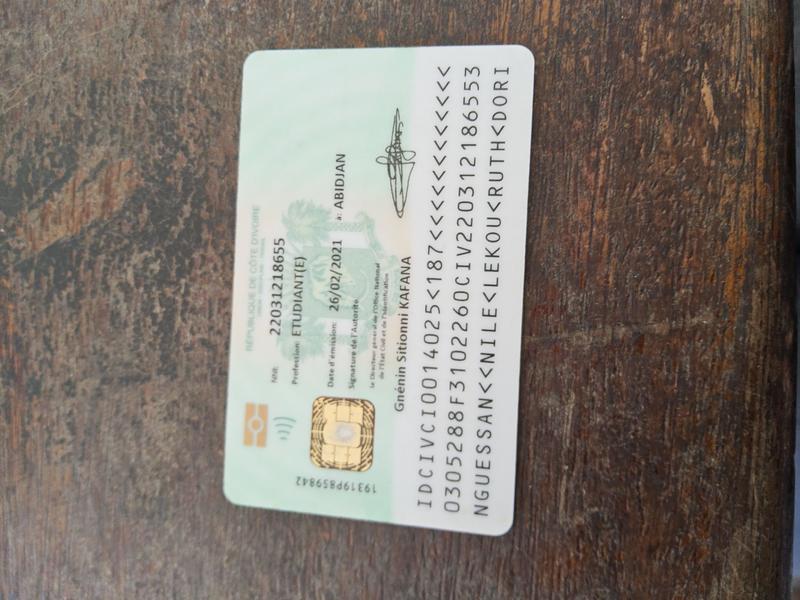 RÉPUBLIQUE DE CÔTE D'IVOIRE
NNI: 22031218655
Profession: ETUDIANT(E)
Date d'émission: 26/02/2021 à: ABIDJAN
Signature de l'Autorité
Le Directeur général de l'Office National
de l'Etat Civil et de l'Identification
Gnénin Sitionni KAFANA
19319P859842
IDCIVCI0014025<187<<<<<<<<<<<<
0305288F3102260CIV220312186553
NGUESSAN<<NILE<LEKOU<RUTH<DORI